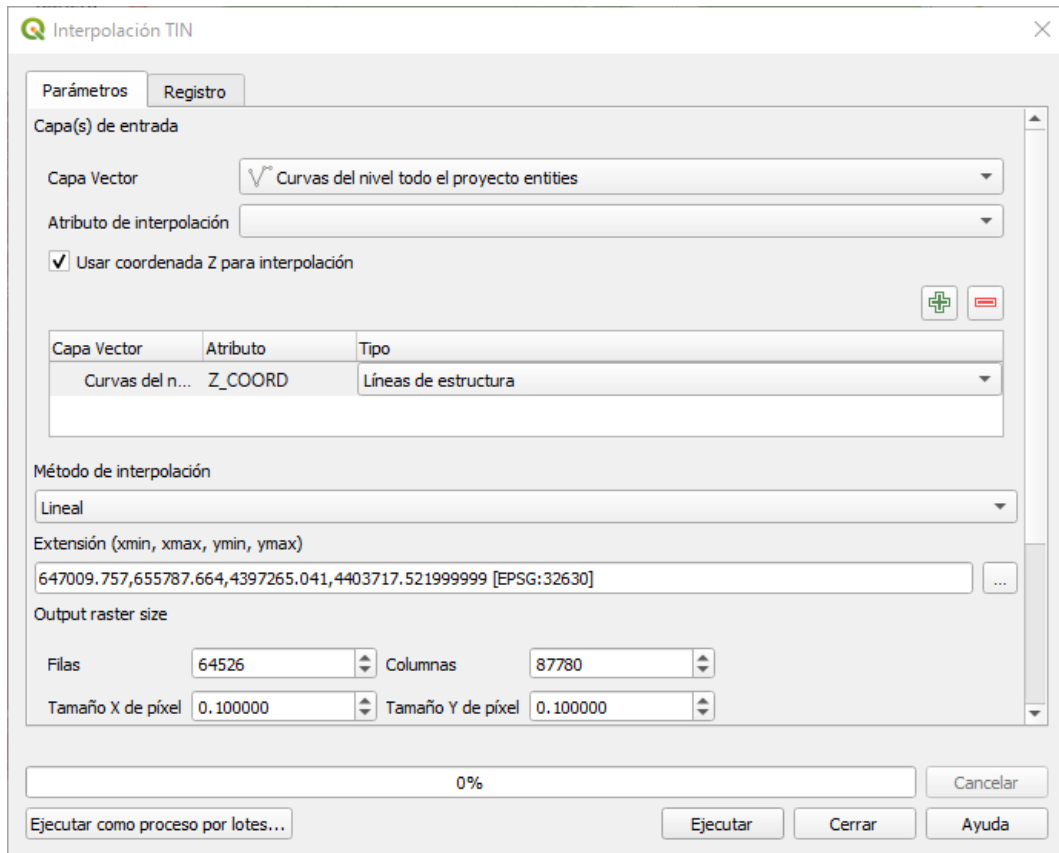 Interpolación TIN
Parámetros Registro
Capa(s) de entrada
Capa Vector Curvas del nivel todo el proyecto entities
Atributo de interpolación
Usar coordenada Z para interpolación
Capa Vector Atributo Tipo
Curvas del n... Z_COORD Líneas de estructura
Método de interpolación
Lineal
Extensión (xmin, xmax, ymin, ymax)
647009.757,655787.664,4397265.041,4403717.521999999 [EPSG:32630] ...
Output raster size
Filas 64526 Columnas 87780
Tamaño X de píxel 0.100000 Tamaño Y de píxel 0.100000
0% Cancelar
Ejecutar como proceso por lotes... Ejecutar Cerrar Ayuda